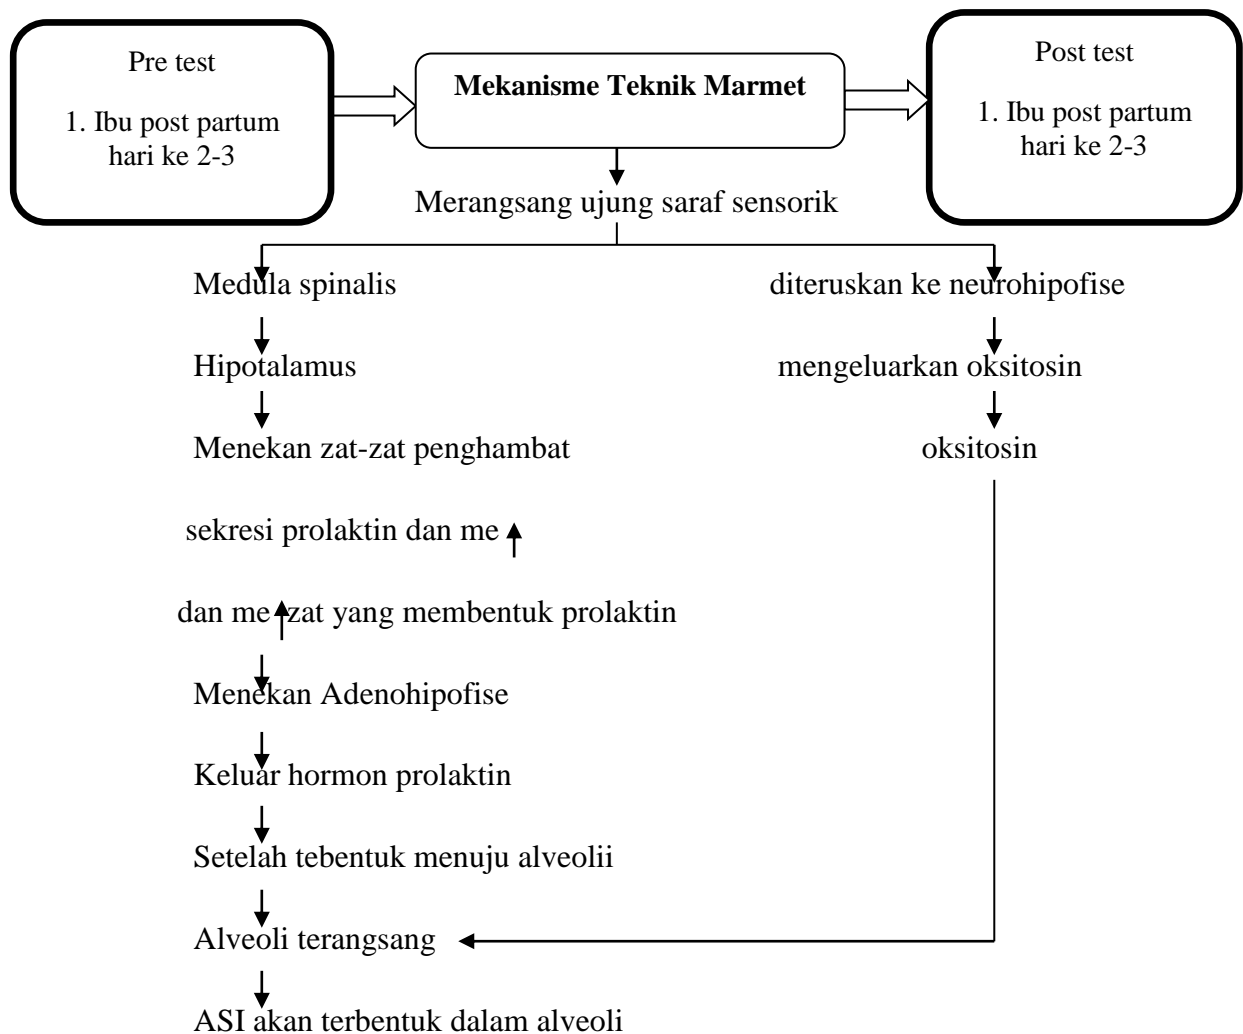 Pre test
1. Ibu post partum
hari ke 2-3
Mekanisme Teknik Marmet
Post test
1. Ibu post partum
hari ke 2-3
Merangsang ujung saraf sensorik
Medula spinalis
diteruskan ke neurohipofise
Hipotalamus
mengeluarkan oksitosin
Menekan zat-zat penghambat
oksitosin
sekresi prolaktin dan me
dan me zat yang membentuk prolaktin
Menekan Adenohipofise
Keluar hormon prolaktin
Setelah tebentuk menuju alveolii
Alveoli terangsang
ASI akan terbentuk dalam alveoli